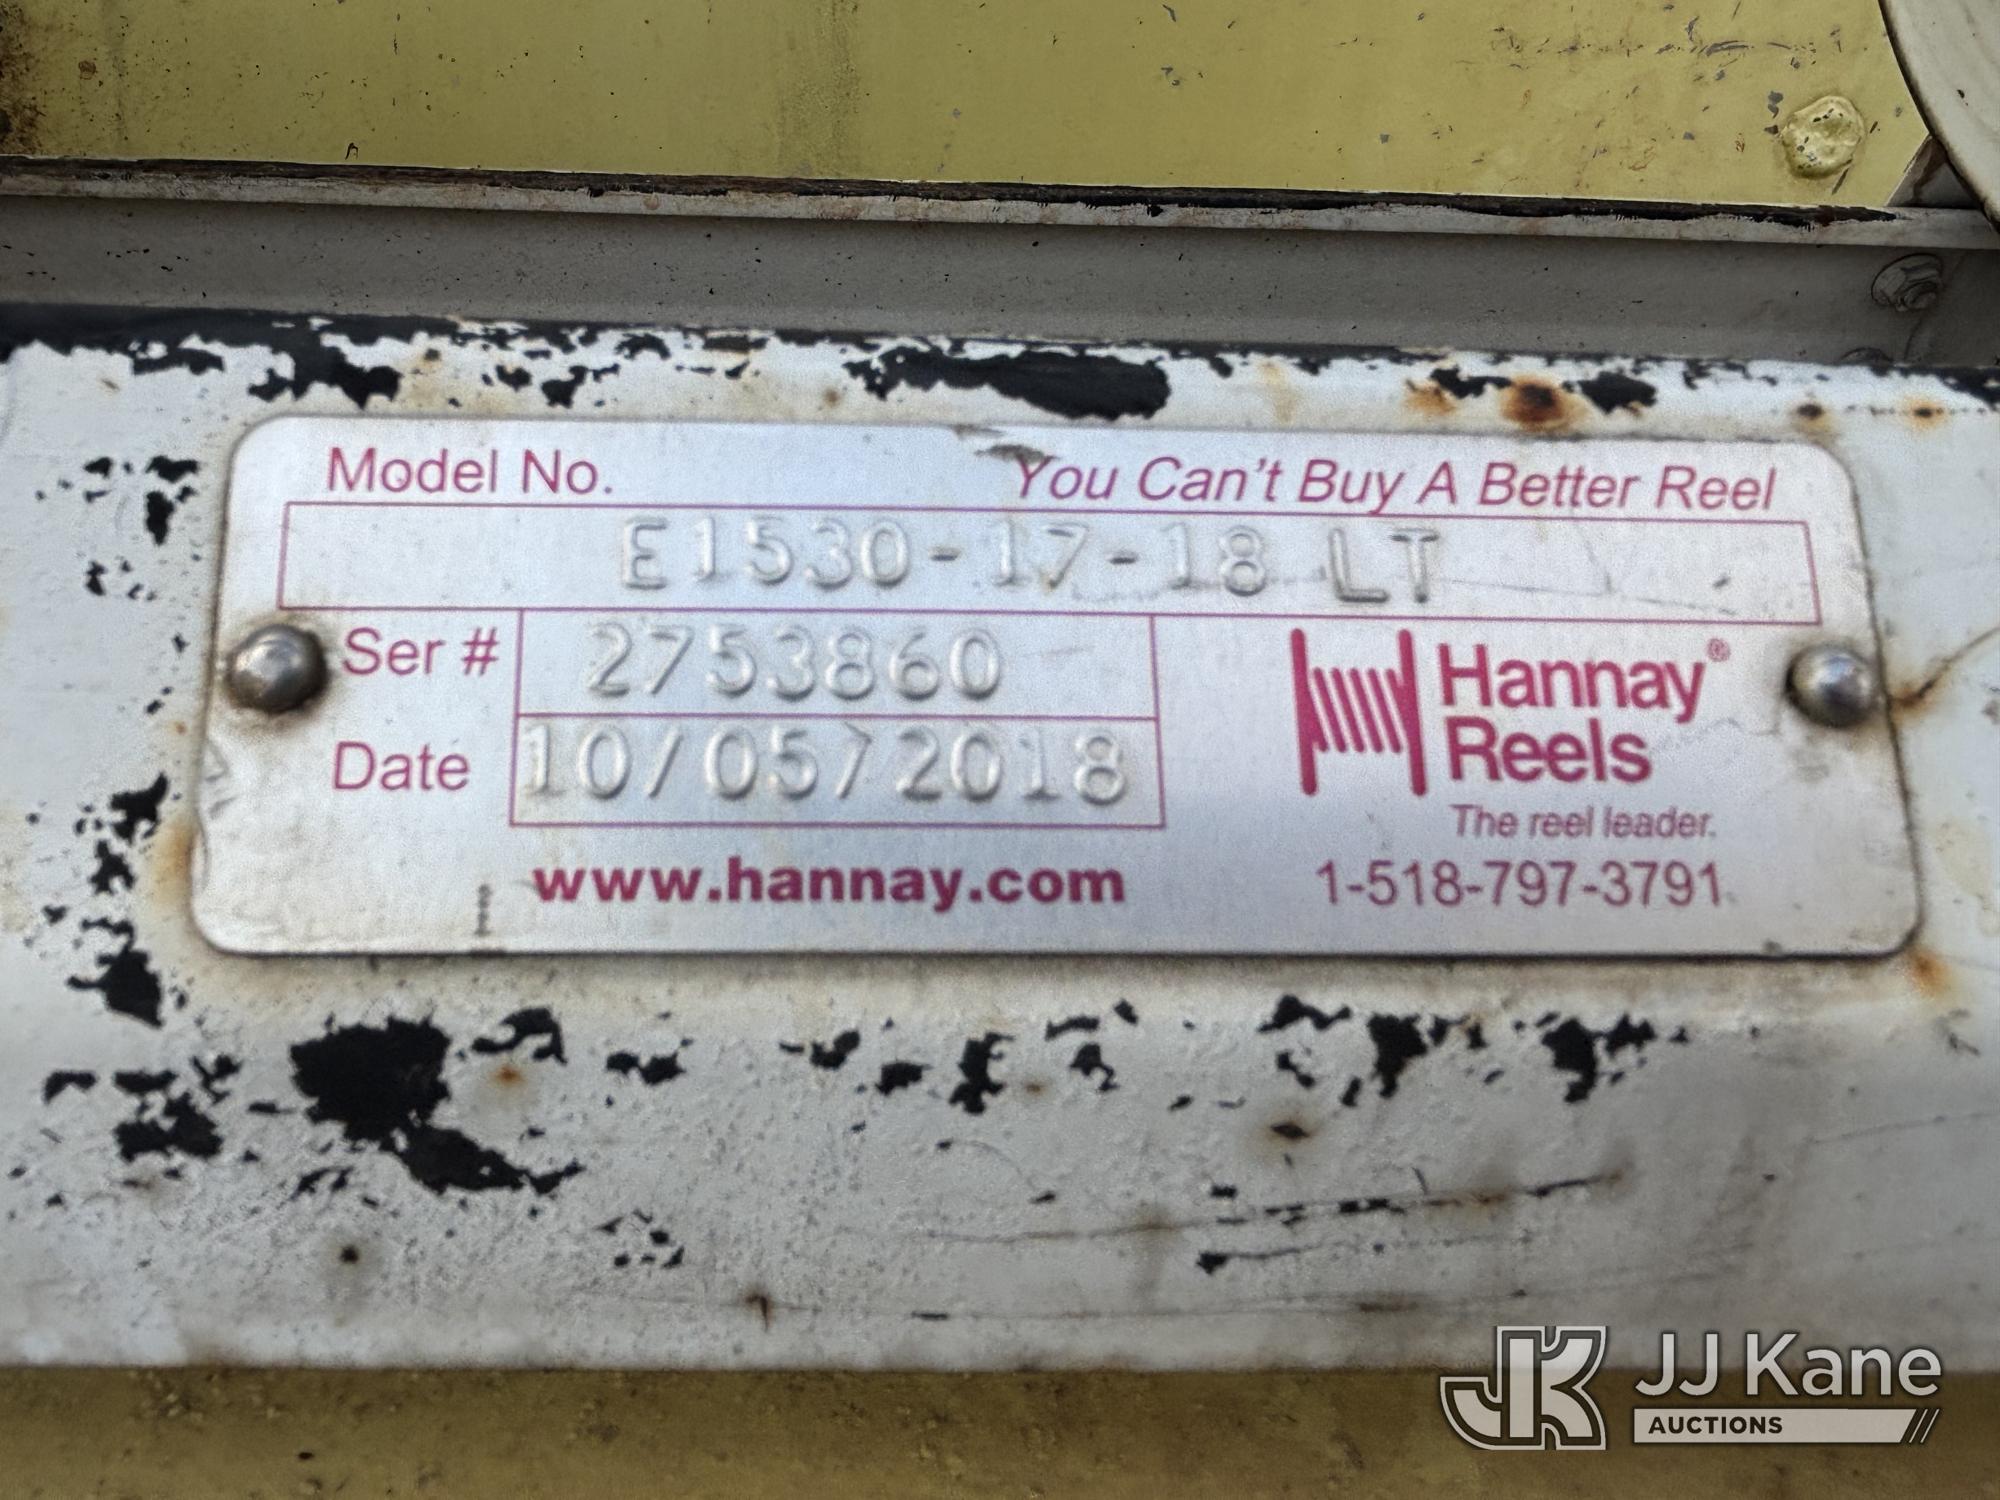 Model No.
You Can't Buy A Better Reel
E1530-17-18 LT
Ser # 2753860
Date 10/05/2018
Hannay®
Reels
The reel leader.
www.hannay.com
1-518-797-3791
JK JJ Kane
AUCTIONS